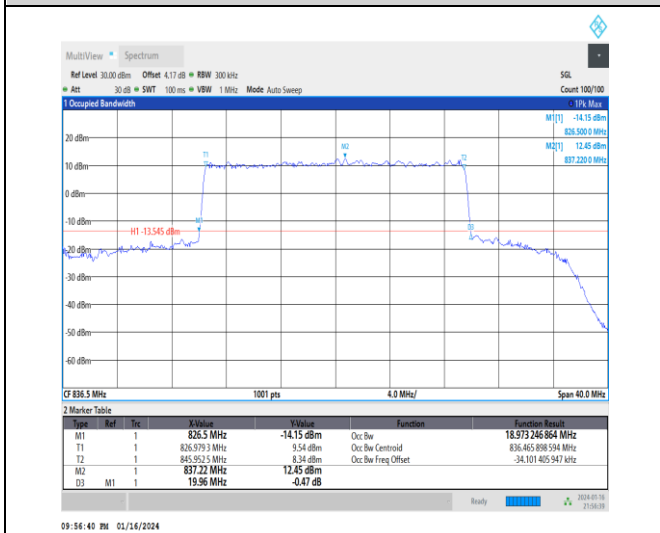 MultiView Spectrum
Ref Level 30.00 dBm Offset 4.17 dB RBW 300 kHz SGL
Att 30 dB SWT 100 ms VBW 1 MHz Mode Auto Sweep Count 100/100
1 Occupied Bandwidth 1Pk Max
M1[1] -14.15 dBm
826.500 0 MHz
M2[1] 12.45 dBm
837.220 0 MHz
20 dBm
M2
T1
T2
10 dBm
0 dBm
-10 dBm
M1
D3
H1 -13.545 dBm
-20 dBm
-30 dBm
-40 dBm
-50 dBm
-60 dBm
CF 836.5 MHz 1001 pts 4.0 MHz/ Span 40.0 MHz
2 Marker Table
Type Ref Trc X-Value Y-Value Function Function Result
M1 1 826.5 MHz -14.15 dBm Occ Bw 18.973 246 864 MHz
T1 1 826.979 3 MHz 9.54 dBm Occ Bw Centroid 836.465 898 594 MHz
T2 1 845.952 5 MHz 8.34 dBm Occ Bw Freq Offset -34.101 405 947 kHz
M2 1 837.22 MHz 12.45 dBm
D3 M1 1 19.96 MHz -0.47 dB
Ready 2024-01-16
21:56:39
09:56:40 PM 01/16/2024